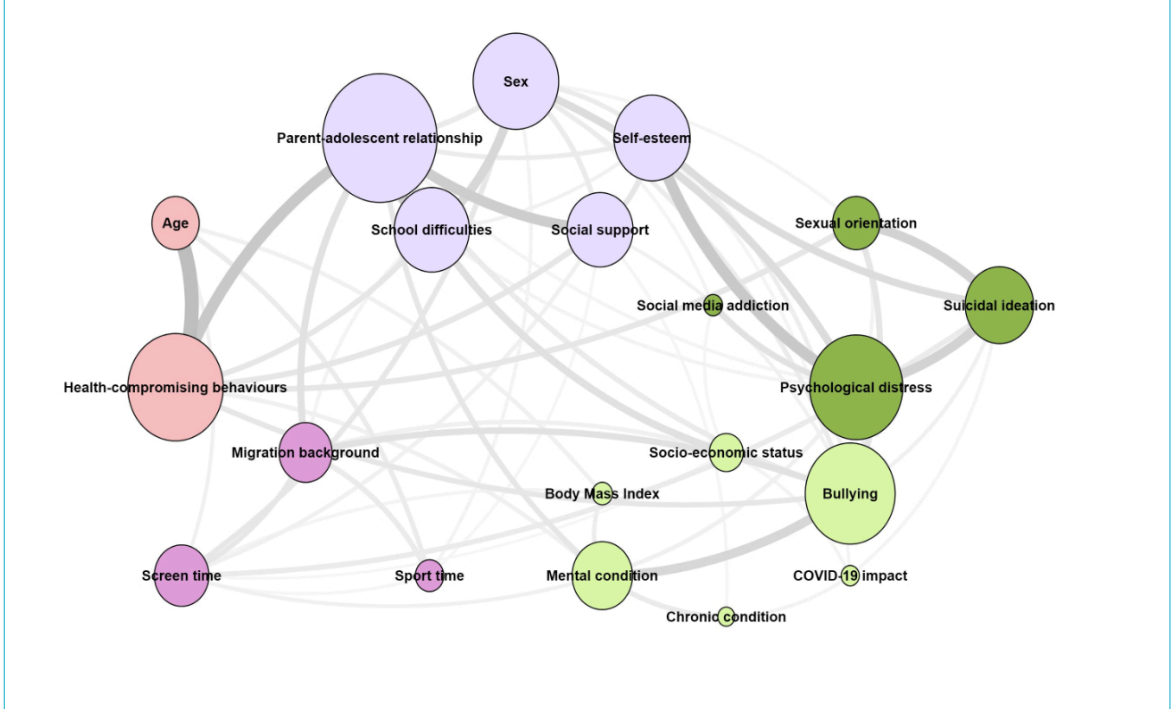 Sex
Parent-adolescent relationship
Self-esteem
Age
School difficulties
Social support
Sexual orientation
Social media addiction
Suicidal ideation
Health-compromising behaviours
Psychological distress
Migration background
Socio-economic status
Body Mass Index
Bullying
Screen time
Sport time
Mental condition
COVID-19 impact
Chronic condition